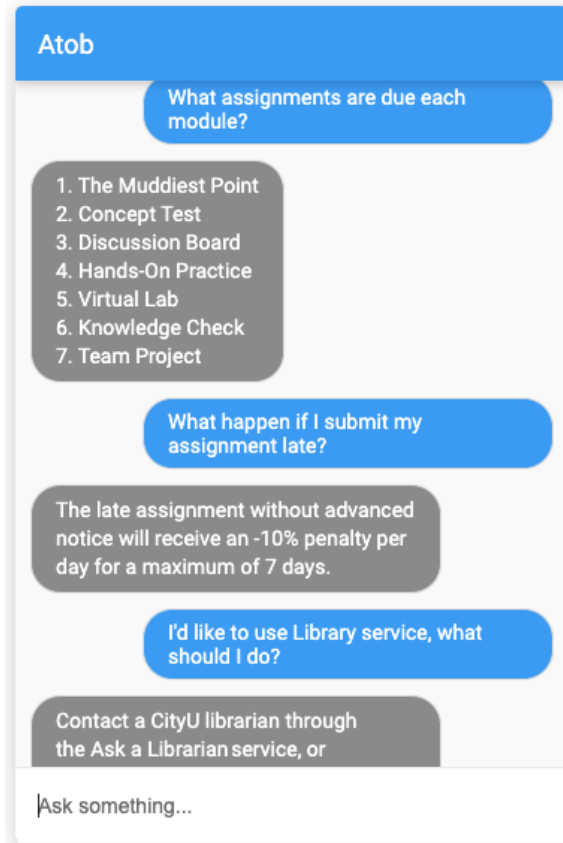 Atob
What assignments are due each
module?
1. The Muddiest Point
2. Concept Test
3. Discussion Board
4. Hands-On Practice
5. Virtual Lab
6. Knowledge Check
7. Team Project
What happen if I submit my
assignment late?
The late assignment without advanced
notice will receive an -10% penalty per
day for a maximum of 7 days.
I'd like to use Library service, what
should I do?
Contact a CityU librarian through
the Ask a Librarian service, or
Ask something...